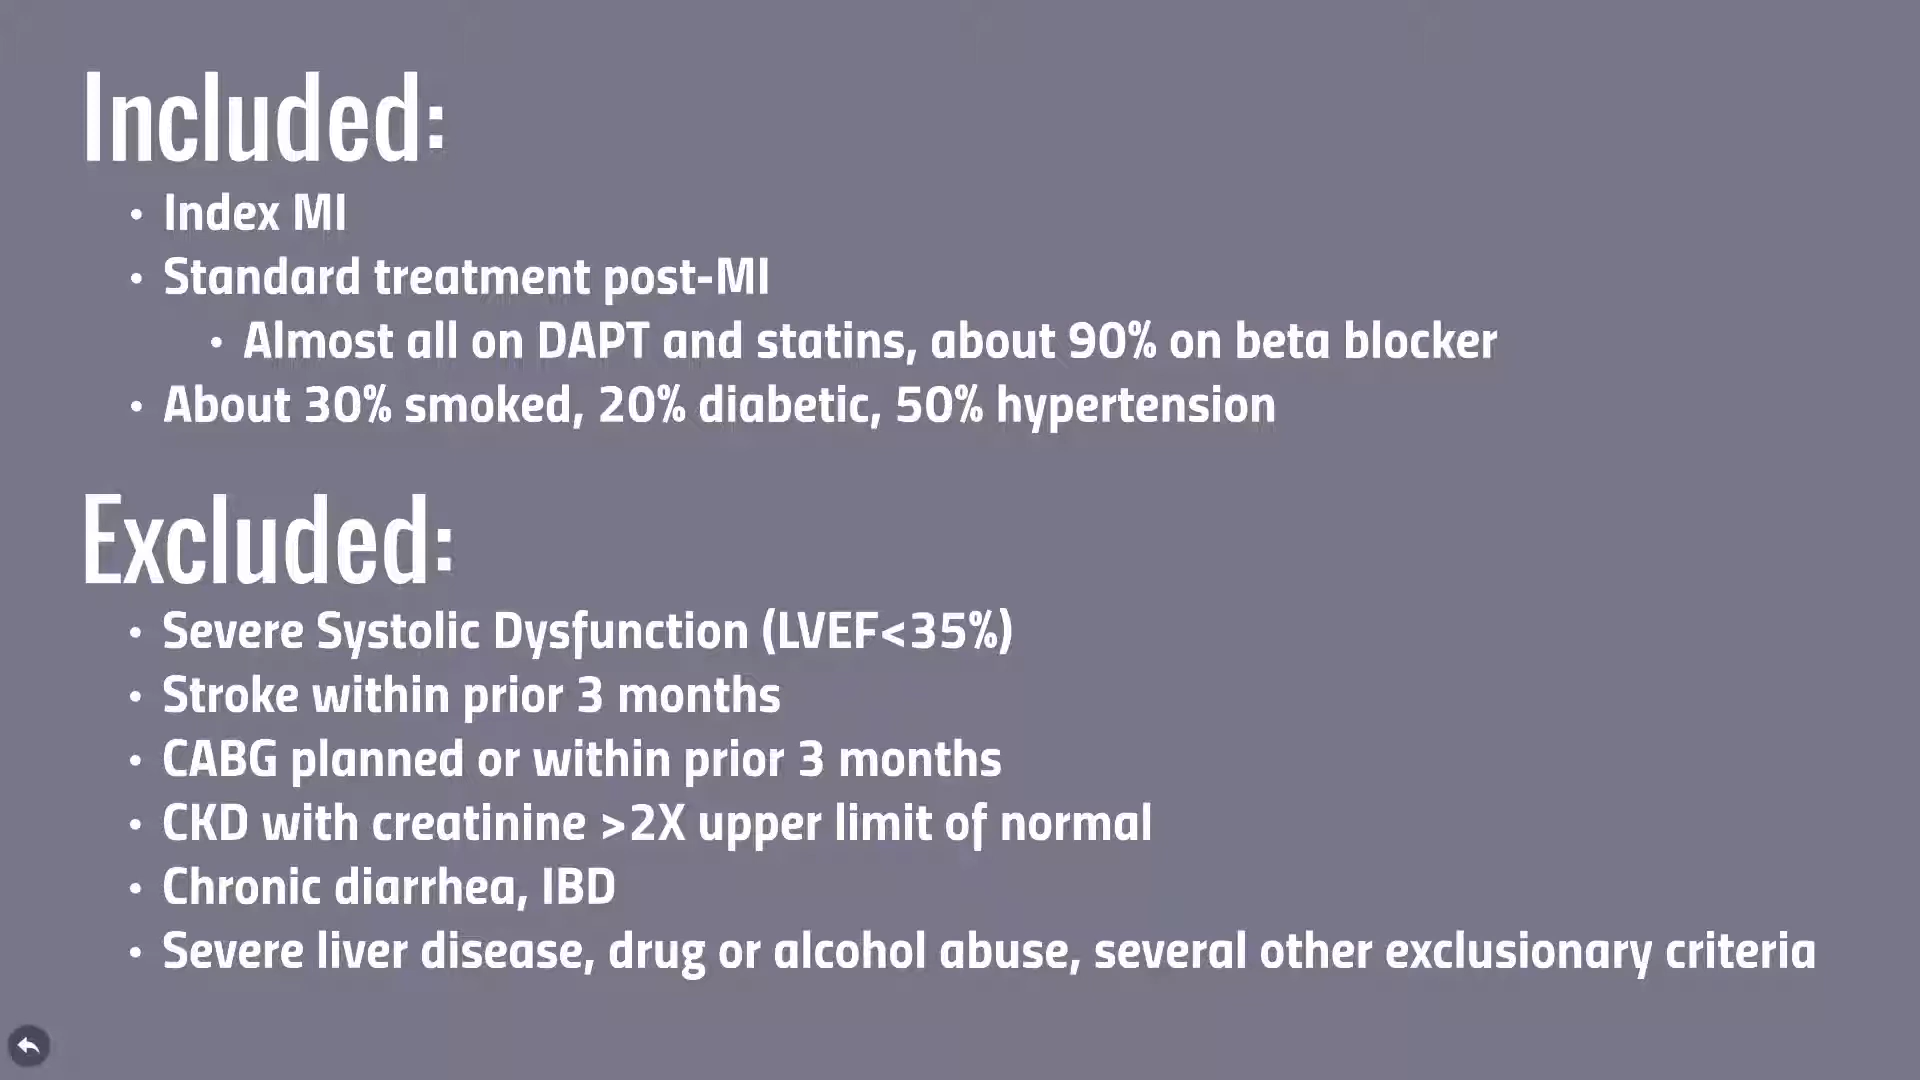 Included:
• Index MI
• Standard treatment post-MI
• Almost all on DAPT and statins, about 90% on beta blocker
• About 30% smoked, 20% diabetic, 50% hypertension
Excluded:
• Severe Systolic Dysfunction (LVEF<35%)
• Stroke within prior 3 months
• CABG planned or within prior 3 months
• CKD with creatinine >2X upper limit of normal
• Chronic diarrhea, IBD
• Severe liver disease, drug or alcohol abuse, several other exclusionary criteria